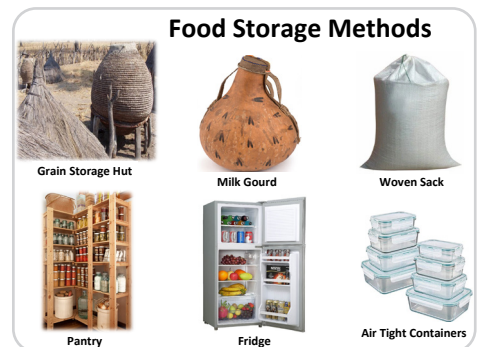 Food Storage Methods
Grain Storage Hut
Milk Gourd
Woven Sack
Pantry
Fridge
Air Tight Containers